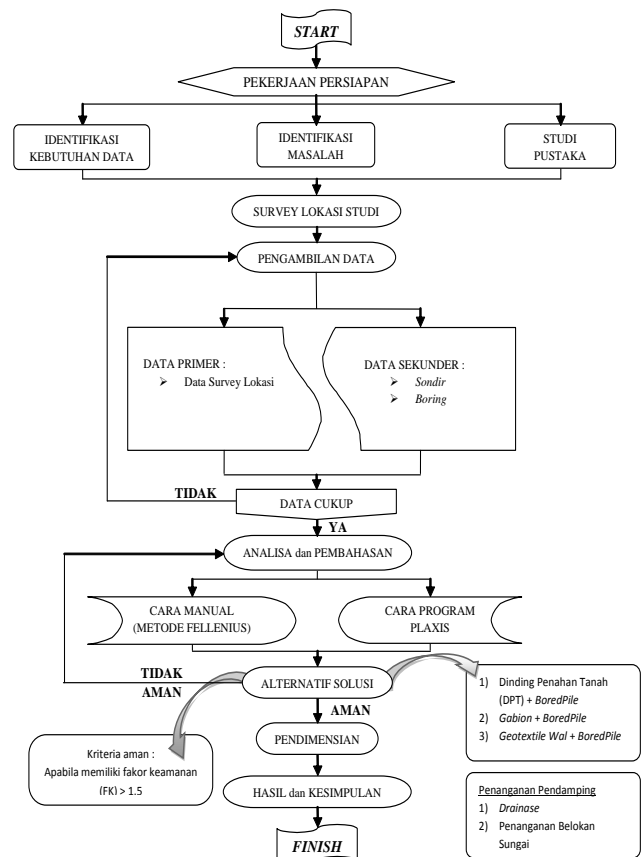 START
PEKERJAAN PERSIAPAN
IDENTIFIKASI
KEBUTUHAN DATA
IDENTIFIKASI
MASALAH
STUDI
PUSTAKA
SURVEY LOKASI STUDI
PENGAMBILAN DATA
DATA PRIMER :
➢ Data Survey Lokasi
DATA SEKUNDER :
➢ Sondir
➢ Boring
TIDAK
DATA CUKUP
YA
ANALISA dan PEMBAHASAN
CARA MANUAL
(METODE FELLENIUS)
CARA PROGRAM
PLAXIS
TIDAK
AMAN
ALTERNATIF SOLUSI
AMAN
1) Dinding Penahan Tanah
(DPT) + BoredPile
2) Gabion + BoredPile
3) Geotextile Wal + BoredPile
Kriteria aman :
Apabila memiliki fakor keamanan
(FK) > 1.5
PENDIMENSIAN
HASIL dan KESIMPULAN
Penanganan Pendamping
1) Drainase
2) Penanganan Belokan
Sungai
FINISH